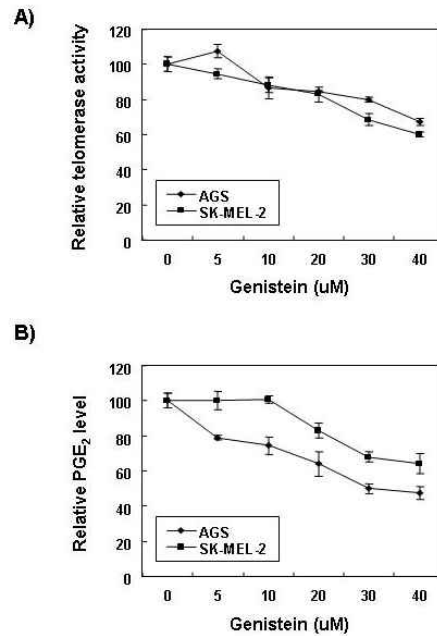 A)
Relative telomerase activity
120
100
80
60
40
20
0
AGS
SK-MEL-2
0 5 10 20 30 40
Genistein (uM)
B)
Relative PGE2 level
120
100
80
60
40
20
0
AGS
SK-MEL-2
0 5 10 20 30 40
Genistein (uM)